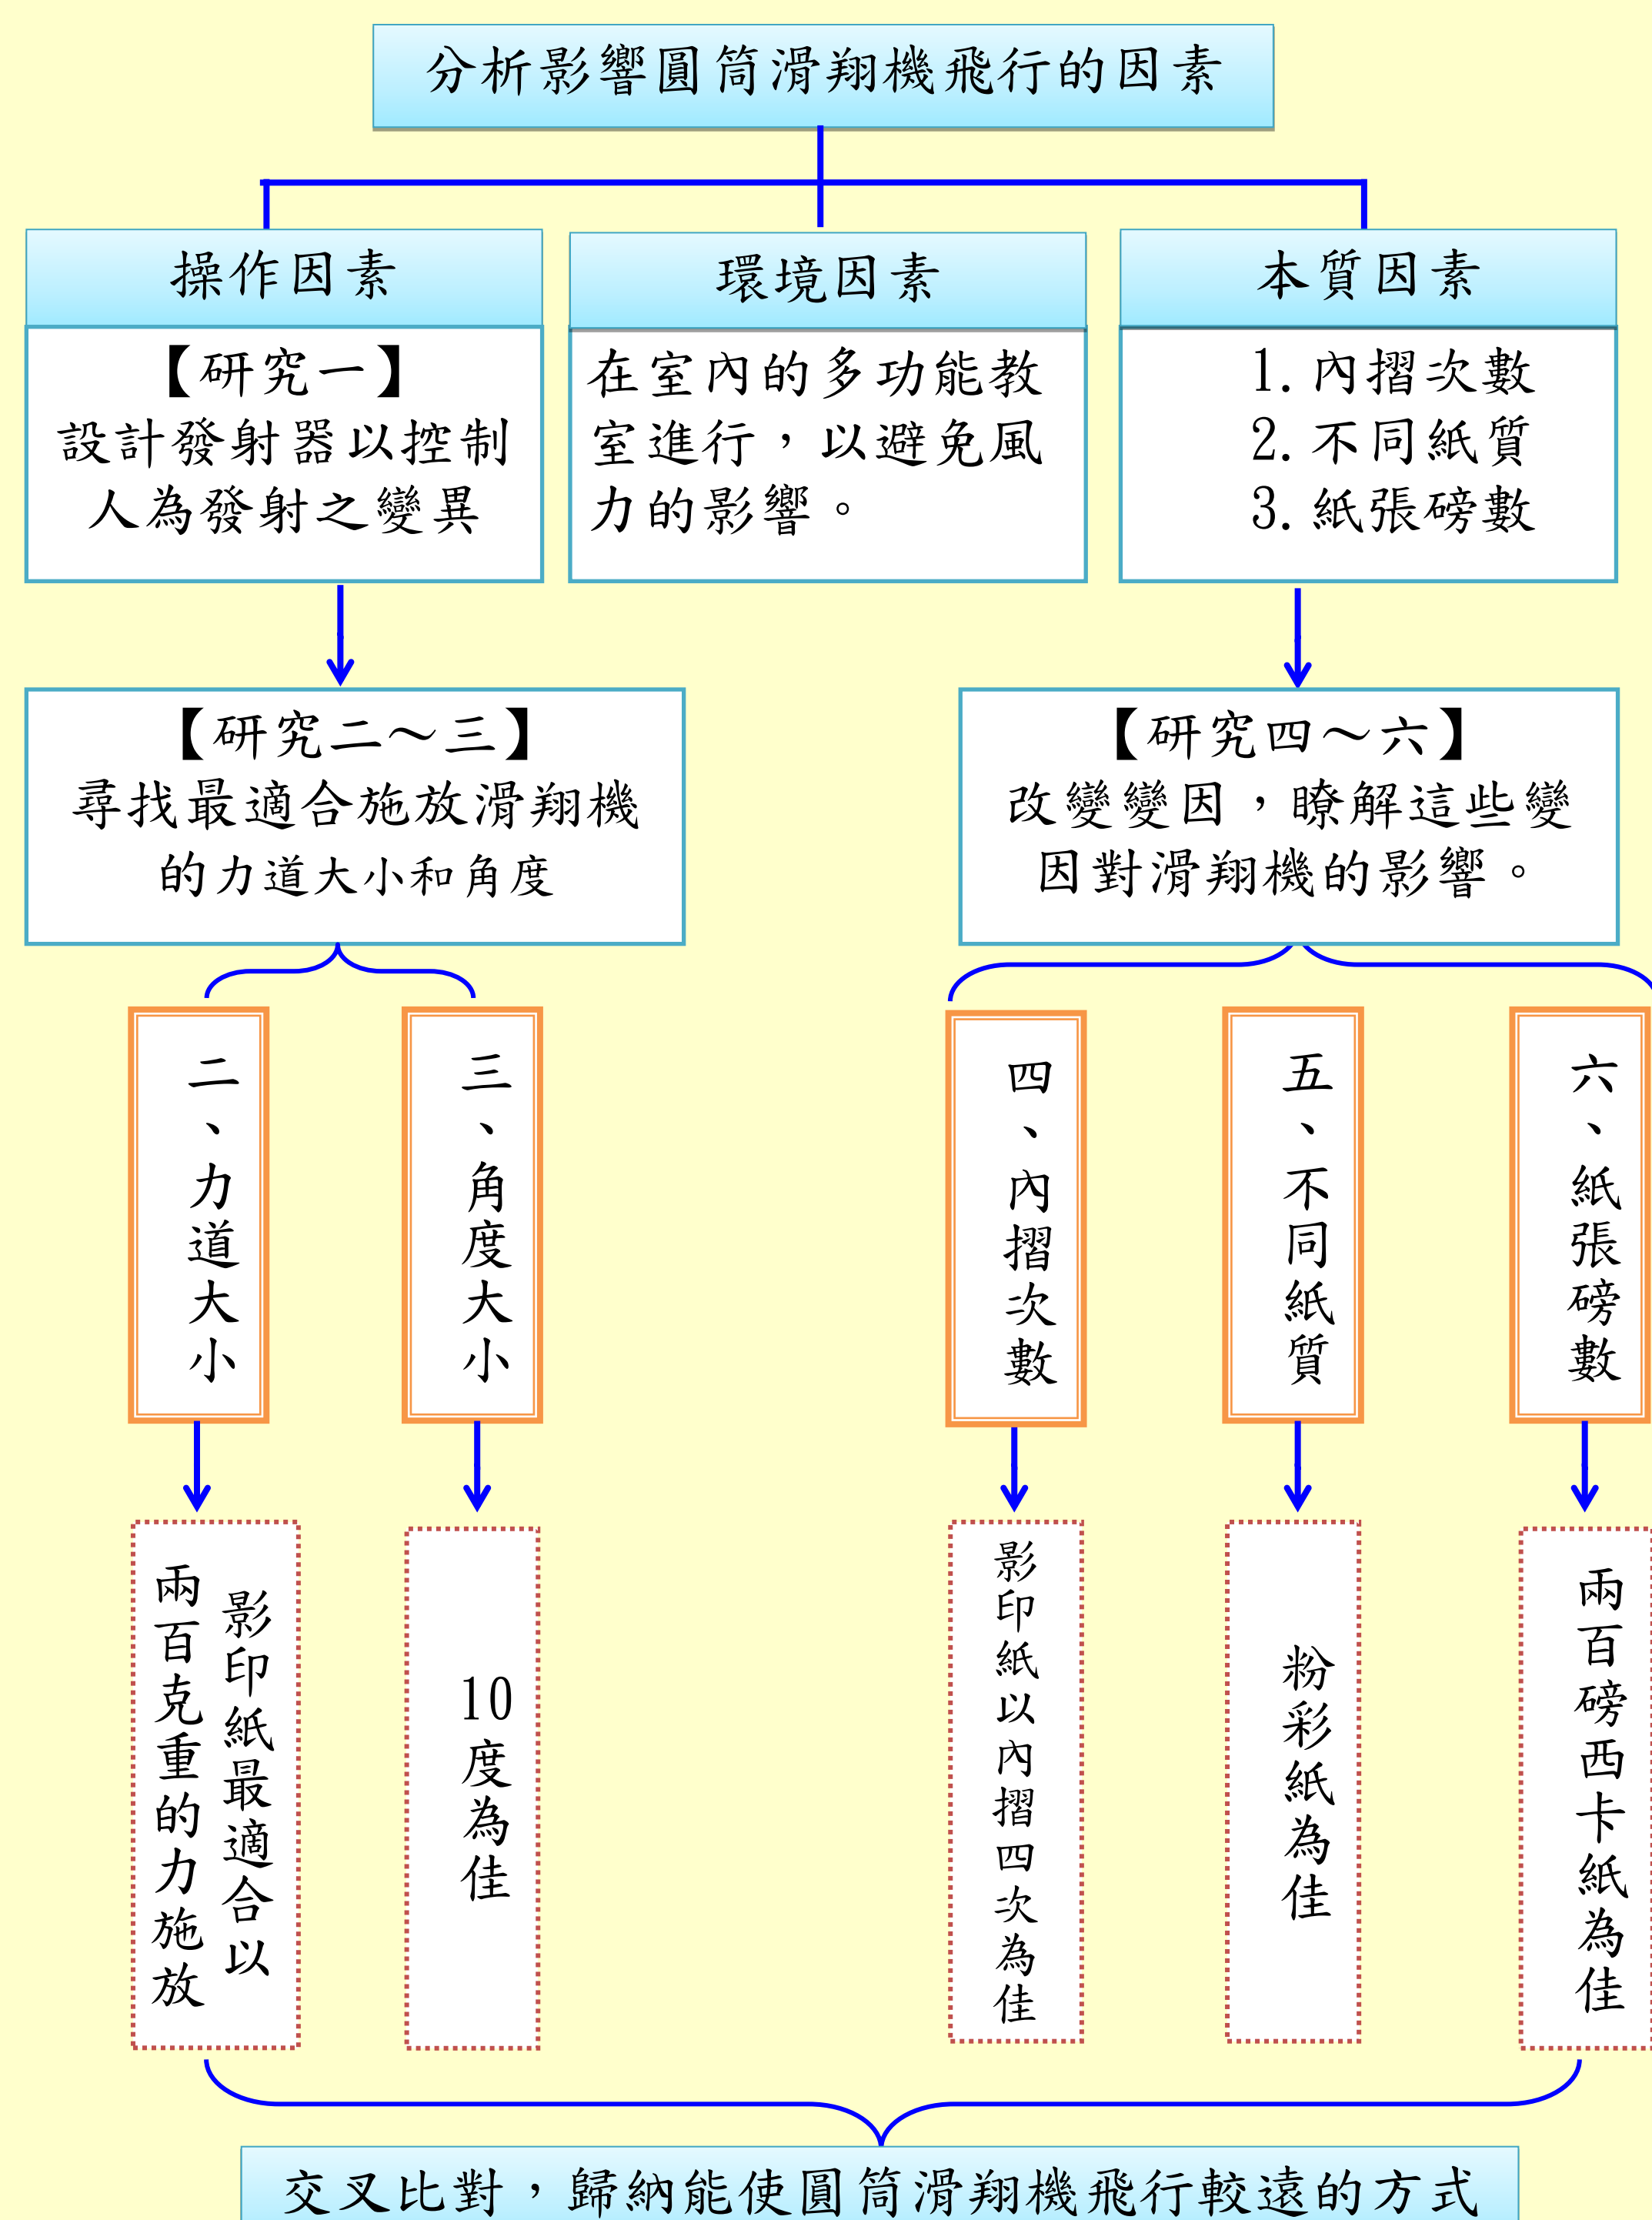 分析影響圓筒滑翔機飛行的因素
操作因素
【研究一】
設計發射器以控制
人為發射之變異
環境因素
在室內的多功能教
室進行，以避免風
力的影響。
本質因素
1. 內摺次數
2. 不同紙質
3. 紙張磅數
【研究二～三】
尋找最適合施放滑翔機
的力道大小和角度
【研究四～六】
改變變因，瞭解這些變
因對滑翔機的影響。
二、力道大小
三、角度大小
四、內摺次數
五、不同紙質
六、紙張磅數
影印紙最適合以
兩百克重的力施放
10度為佳
影印紙以內摺四次為佳
粉彩紙為佳
兩百磅西卡紙為佳
交叉比對，歸納能使圓筒滑翔機飛行較遠的方式